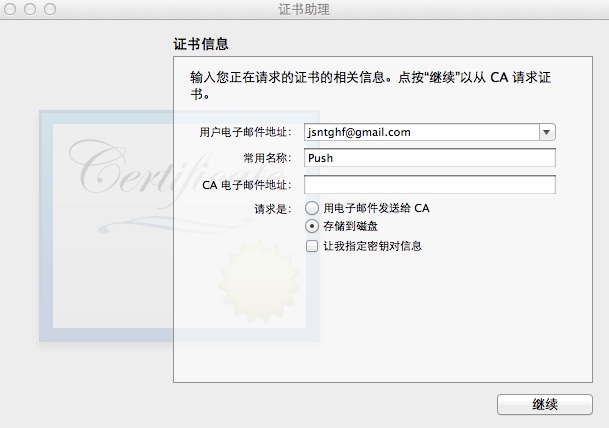 证书助理
证书信息
输入您正在请求的证书的相关信息。点按“继续”以从 CA 请求证
书。
用户电子邮件地址： jsntghf@gmail.com
常用名称： Push
CA 电子邮件地址：
请求是： 用电子邮件发送给 CA
存储到磁盘
让我指定密钥对信息
Certificate
继续